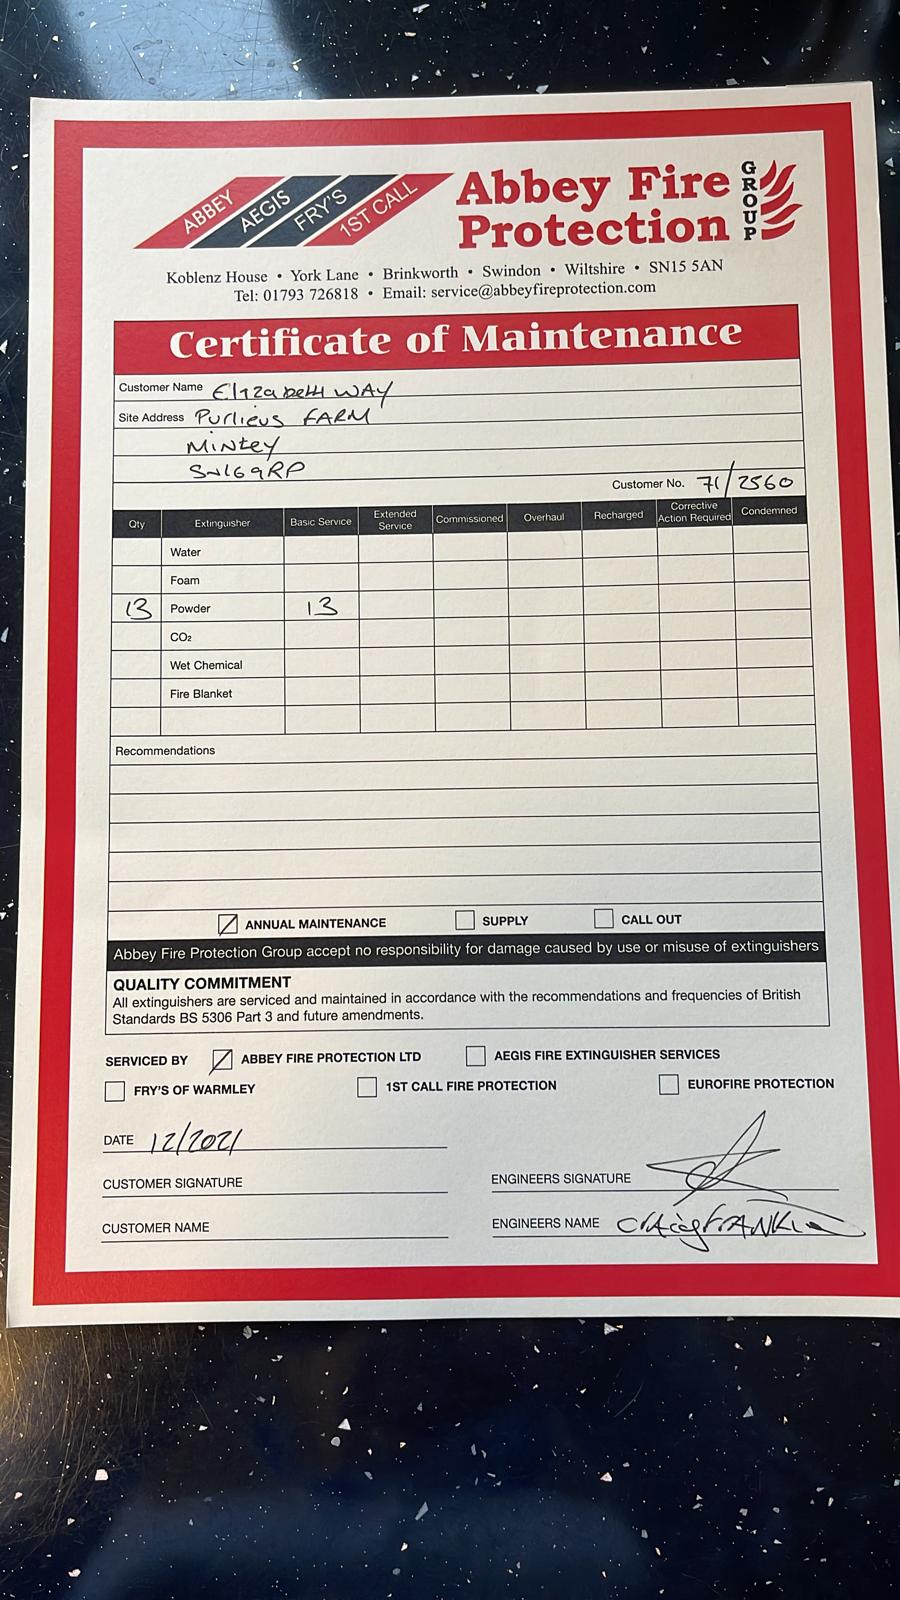 ABBEY AEGIS FRY'S 1ST CALL
Abbey Fire Protection GROUP
Koblenz House • York Lane • Brinkworth • Swindon • Wiltshire • SN15 5AN
Tel: 01793 726818 • Email: service@abbeyfireprotection.com
Certificate of Maintenance
Customer Name Elizabeth WAY
Site Address Purlieus FARM
Mintey
SN16 9RP
Customer No. 71/2560
Qty Extinguisher Basic Service Extended Service Commissioned Overhaul Recharged Corrective Action Required Condemned
Water
Foam
13 Powder 13
CO₂
Wet Chemical
Fire Blanket
Recommendations
ANNUAL MAINTENANCE SUPPLY CALL OUT
Abbey Fire Protection Group accept no responsibility for damage caused by use or misuse of extinguishers
QUALITY COMMITMENT
All extinguishers are serviced and maintained in accordance with the recommendations and frequencies of British
Standards BS 5306 Part 3 and future amendments.
SERVICED BY ABBEY FIRE PROTECTION LTD AEGIS FIRE EXTINGUISHER SERVICES
FRY'S OF WARMLEY 1ST CALL FIRE PROTECTION EUROFIRE PROTECTION
DATE 12/2021
CUSTOMER SIGNATURE ENGINEERS SIGNATURE
CUSTOMER NAME ENGINEERS NAME Craig FRANKLIN